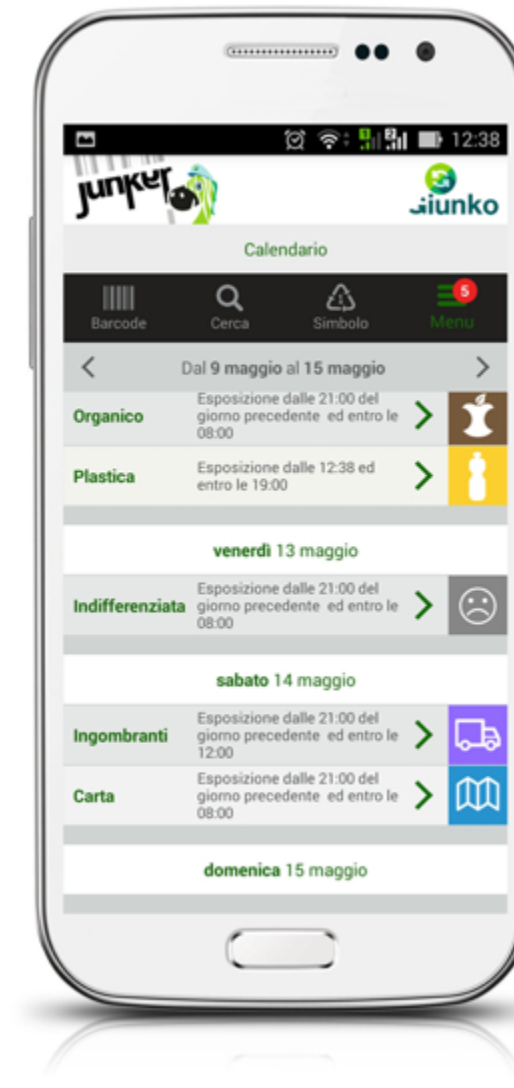 12:38
junker
Giunko
Calendario
5
Barcode
Cerca
Simbolo
Menu
Dal 9 maggio al 15 maggio
Organico
Esposizione dalle 21:00 del
giorno precedente ed entro le
08:00
Plastica
Esposizione dalle 12:38 ed
entro le 19:00
venerdì 13 maggio
Indifferenziata
Esposizione dalle 21:00 del
giorno precedente ed entro le
08:00
sabato 14 maggio
Ingombranti
Esposizione dalle 21:00 del
giorno precedente ed entro le
12:00
Carta
Esposizione dalle 21:00 del
giorno precedente ed entro le
08:00
domenica 15 maggio